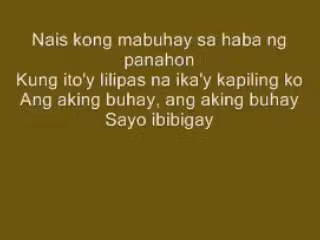 Nais kong mabuhay sa haba ng
panahon
Kung ito'y lilipas na ika'y kapiling ko
Ang aking buhay, ang aking buhay
Sayo ibibigay